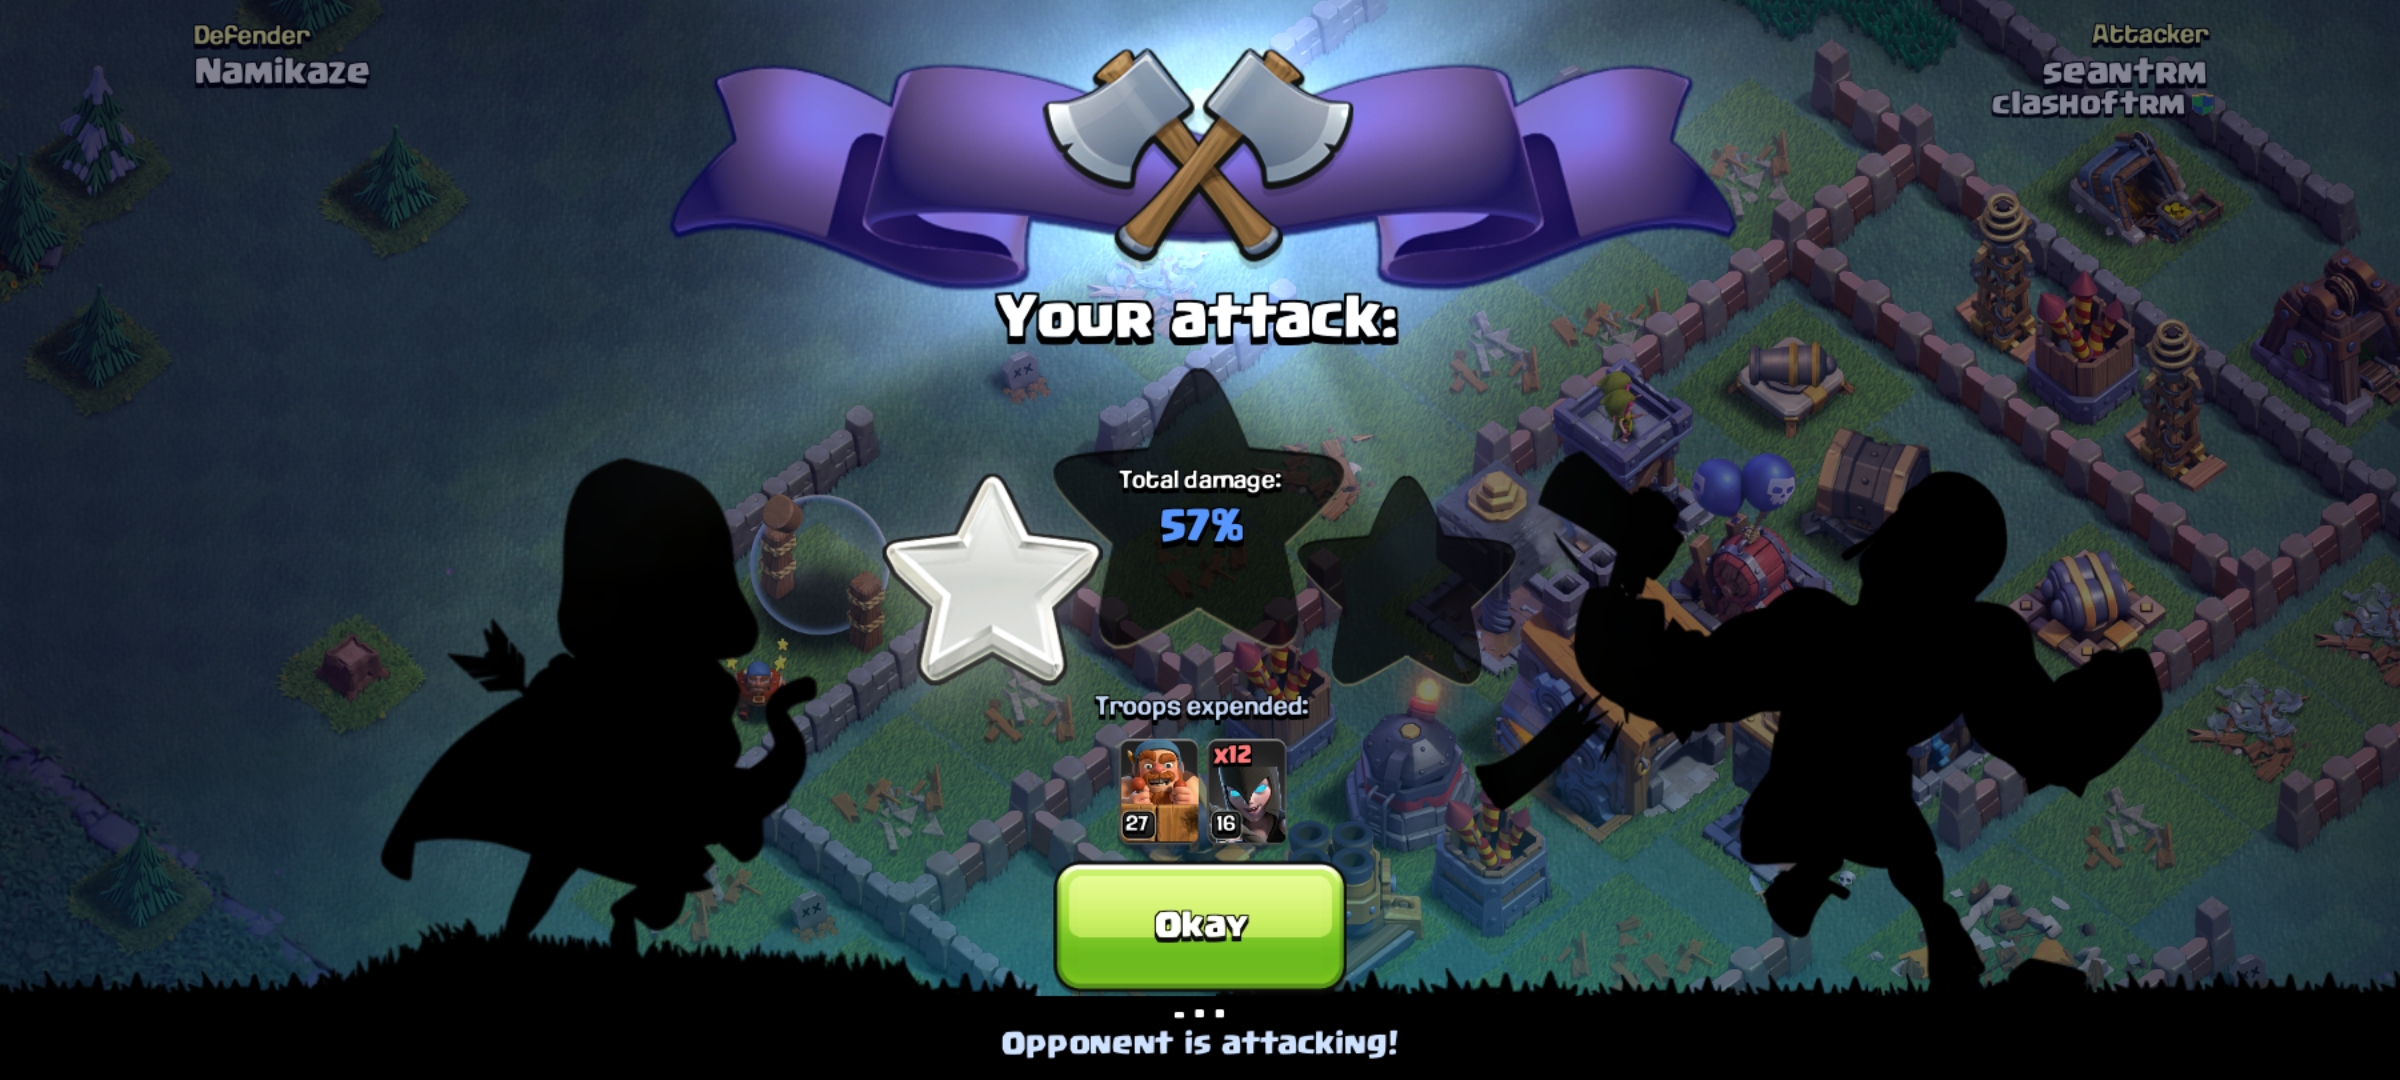 Defender
Namikaze
Attacker
seantRM
clashoftRM
Your attack:
Total damage:
57%
Troops expended:
x12
27
16
Okay
...
Opponent is attacking!